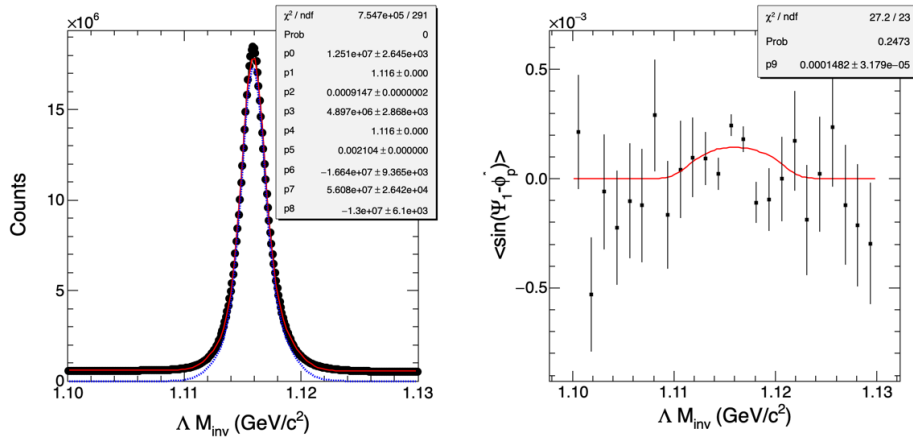 ×10⁶
χ² / ndf 7.547e+05 / 291
Prob 0
p0 1.251e+07 ± 2.645e+03
p1 1.116 ± 0.000
p2 0.0009147 ± 0.0000002
p3 4.897e+06 ± 2.868e+03
p4 1.116 ± 0.000
p5 0.002104 ± 0.000000
p6 −1.664e+07 ± 9.365e+03
p7 5.608e+07 ± 2.642e+04
p8 −1.3e+07 ± 6.1e+03
15
10
5
0
Counts
1.10 1.11 1.12 1.13
Λ M_inv (GeV/c²)
×10⁻³
χ² / ndf 27.2 / 23
Prob 0.2473
p9 0.0001482 ± 3.179e−05
0.5
0.0
−0.5
<sin(Ψ₁-ϕ*ₚ)>
1.10 1.11 1.12 1.13
Λ M_inv (GeV/c²)